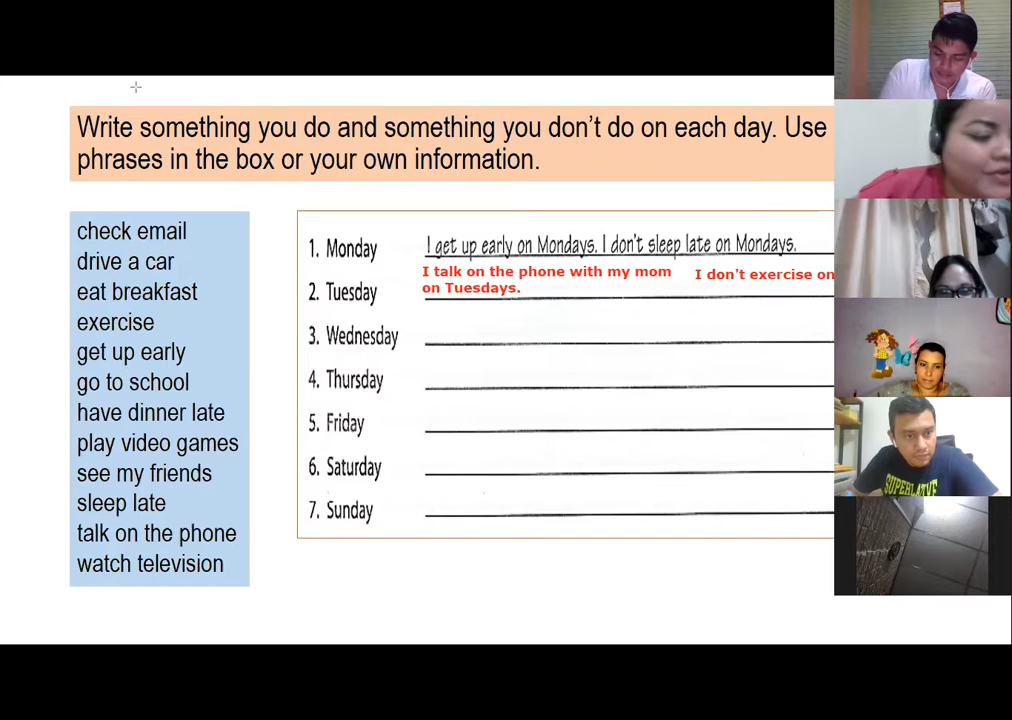 Write something you do and something you don't do on each day. Use
phrases in the box or your own information.
check email
drive a car
eat breakfast
exercise
get up early
go to school
have dinner late
play video games
see my friends
sleep late
talk on the phone
watch television
1. Monday I get up early on Mondays. I don't sleep late on Mondays.
2. Tuesday I talk on the phone with my mom I don't exercise on
on Tuesdays.
3. Wednesday
4. Thursday
5. Friday
6. Saturday
7. Sunday
SUPERLATIVE